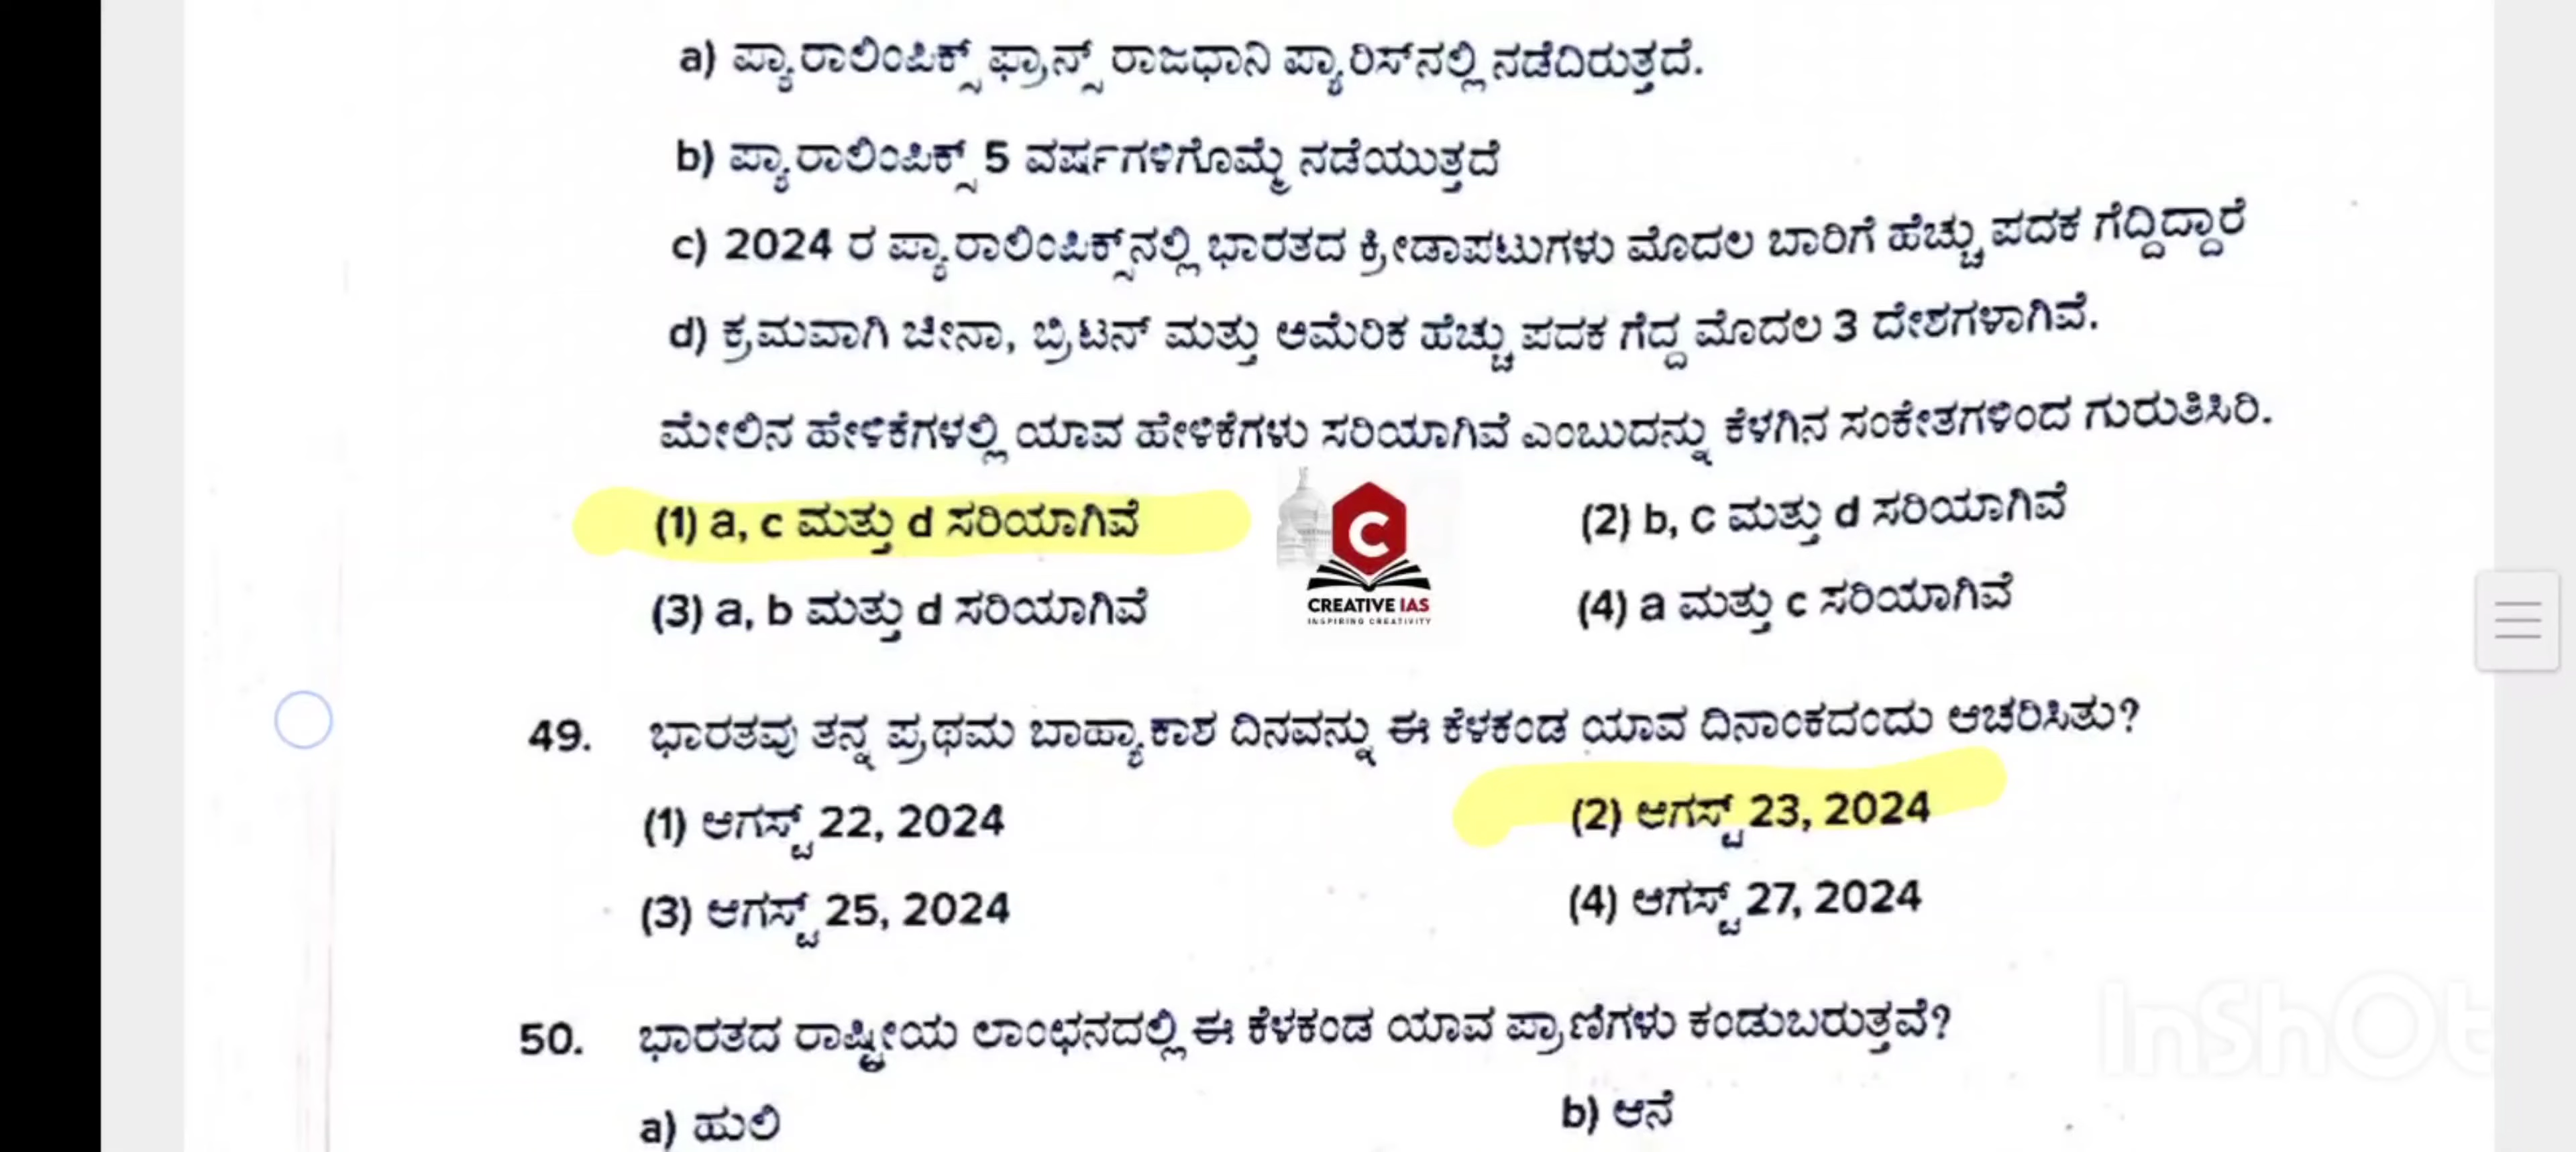 a) ಪ್ಯಾರಾಲಿಂಪಿಕ್ಸ್ ಫ್ರಾನ್ಸ್ ರಾಜಧಾನಿ ಪ್ಯಾರಿಸ್‌ನಲ್ಲಿ ನಡೆದಿರುತ್ತದೆ.
b) ಪ್ಯಾರಾಲಿಂಪಿಕ್ಸ್ 5 ವರ್ಷಗಳಿಗೊಮ್ಮೆ ನಡೆಯುತ್ತದೆ
c) 2024 ರ ಪ್ಯಾರಾಲಿಂಪಿಕ್ಸ್‌ನಲ್ಲಿ ಭಾರತದ ಕ್ರೀಡಾಪಟುಗಳು ಮೊದಲ ಬಾರಿಗೆ ಹೆಚ್ಚು ಪದಕ ಗೆದ್ದಿದ್ದಾರೆ
d) ಕ್ರಮವಾಗಿ ಚೀನಾ, ಬ್ರಿಟನ್ ಮತ್ತು ಆಮೆರಿಕ ಹೆಚ್ಚು ಪದಕ ಗೆದ್ದ ಮೊದಲ 3 ದೇಶಗಳಾಗಿವೆ.
ಮೇಲಿನ ಹೇಳಿಕೆಗಳಲ್ಲಿ ಯಾವ ಹೇಳಿಕೆಗಳು ಸರಿಯಾಗಿವೆ ಎಂಬುದನ್ನು ಕೆಳಗಿನ ಸಂಕೇತಗಳಿಂದ ಗುರುತಿಸಿರಿ.
(1) a, c ಮತ್ತು d ಸರಿಯಾಗಿವೆ (2) b, c ಮತ್ತು d ಸರಿಯಾಗಿವೆ
(3) a, b ಮತ್ತು d ಸರಿಯಾಗಿವೆ (4) a ಮತ್ತು c ಸರಿಯಾಗಿವೆ
C
CREATIVE IAS
INSPIRING CREATIVITY
49. ಭಾರತವು ತನ್ನ ಪ್ರಥಮ ಬಾಹ್ಯಾಕಾಶ ದಿನವನ್ನು ಈ ಕೆಳಕಂಡ ಯಾವ ದಿನಾಂಕದಂದು ಆಚರಿಸಿತು?
(1) ಆಗಸ್ಟ್ 22, 2024 (2) ಆಗಸ್ಟ್ 23, 2024
(3) ಆಗಸ್ಟ್ 25, 2024 (4) ಆಗಸ್ಟ್ 27, 2024
50. ಭಾರತದ ರಾಷ್ಟ್ರೀಯ ಲಾಂಛನದಲ್ಲಿ ಈ ಕೆಳಕಂಡ ಯಾವ ಪ್ರಾಣಿಗಳು ಕಂಡುಬರುತ್ತವೆ?
a) ಹುಲಿ b) ಆನೆ
InShOt